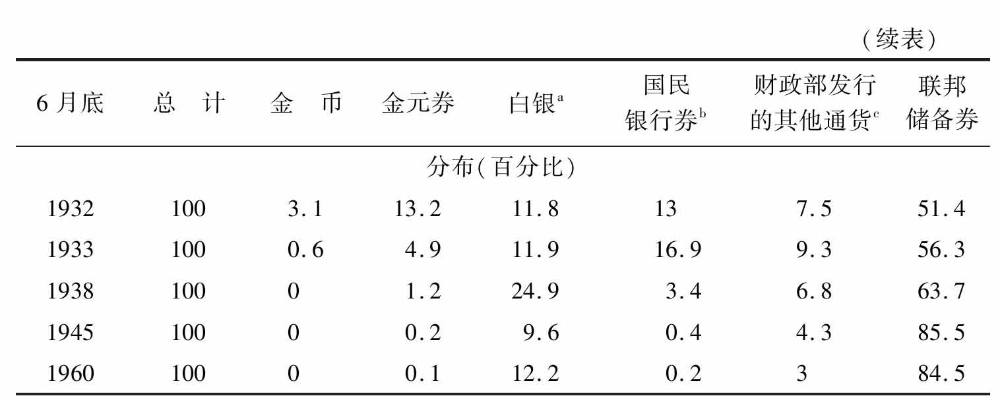 (续表)
6月底 总 计 金 币 金元券 白银a 国民银行券b 财政部发行的其他通货c 联邦储备券
分布(百分比)
1932 100 3.1 13.2 11.8 13 7.5 51.4
1933 100 0.6 4.9 11.9 16.9 9.3 56.3
1938 100 0 1.2 24.9 3.4 6.8 63.7
1945 100 0 0.2 9.6 0.4 4.3 85.5
1960 100 0 0.1 12.2 0.2 3 84.5